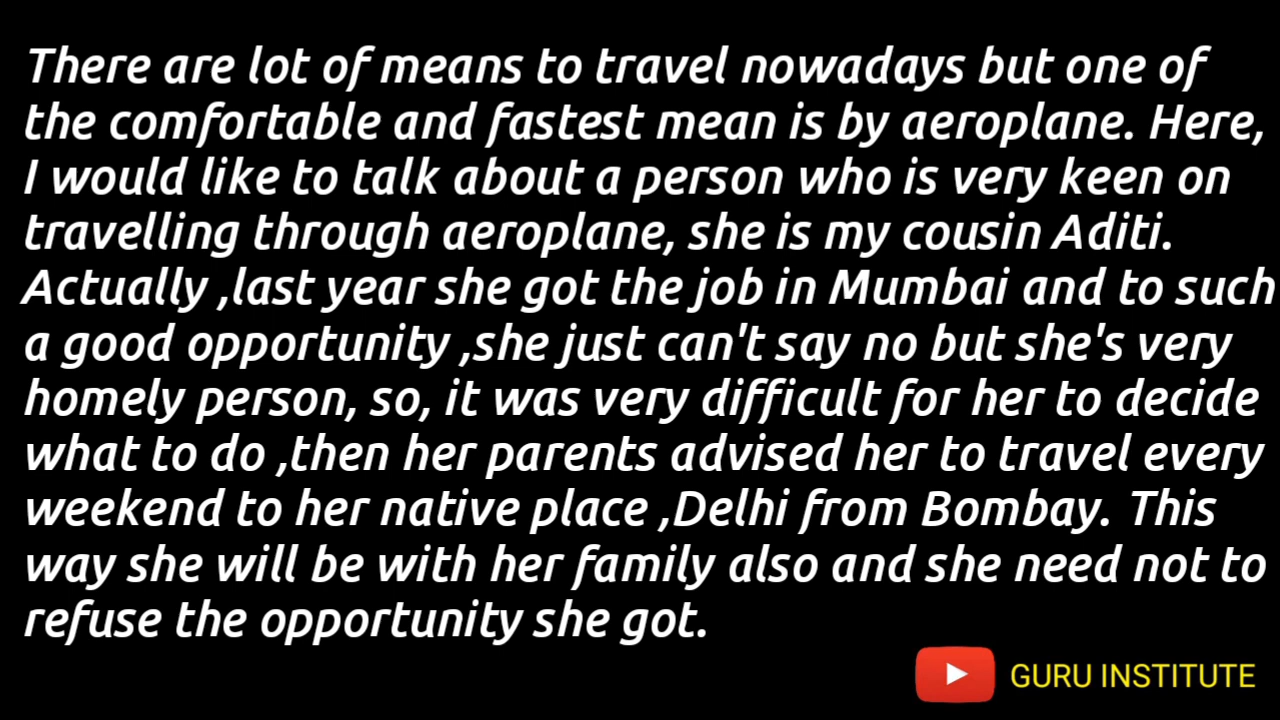 There are lot of means to travel nowadays but one of
the comfortable and fastest mean is by aeroplane. Here,
I would like to talk about a person who is very keen on
travelling through aeroplane, she is my cousin Aditi.
Actually ,last year she got the job in Mumbai and to such
a good opportunity ,she just can't say no but she's very
homely person, so, it was very difficult for her to decide
what to do ,then her parents advised her to travel every
weekend to her native place ,Delhi from Bombay. This
way she will be with her family also and she need not to
refuse the opportunity she got.
GURU INSTITUTE